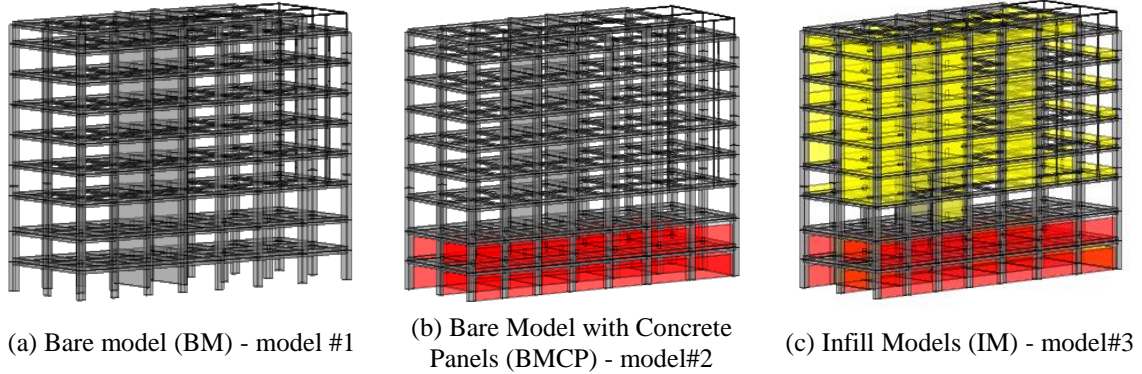 (a) Bare model (BM) - model #1
(b) Bare Model with Concrete
Panels (BMCP) - model#2
(c) Infill Models (IM) - model#3